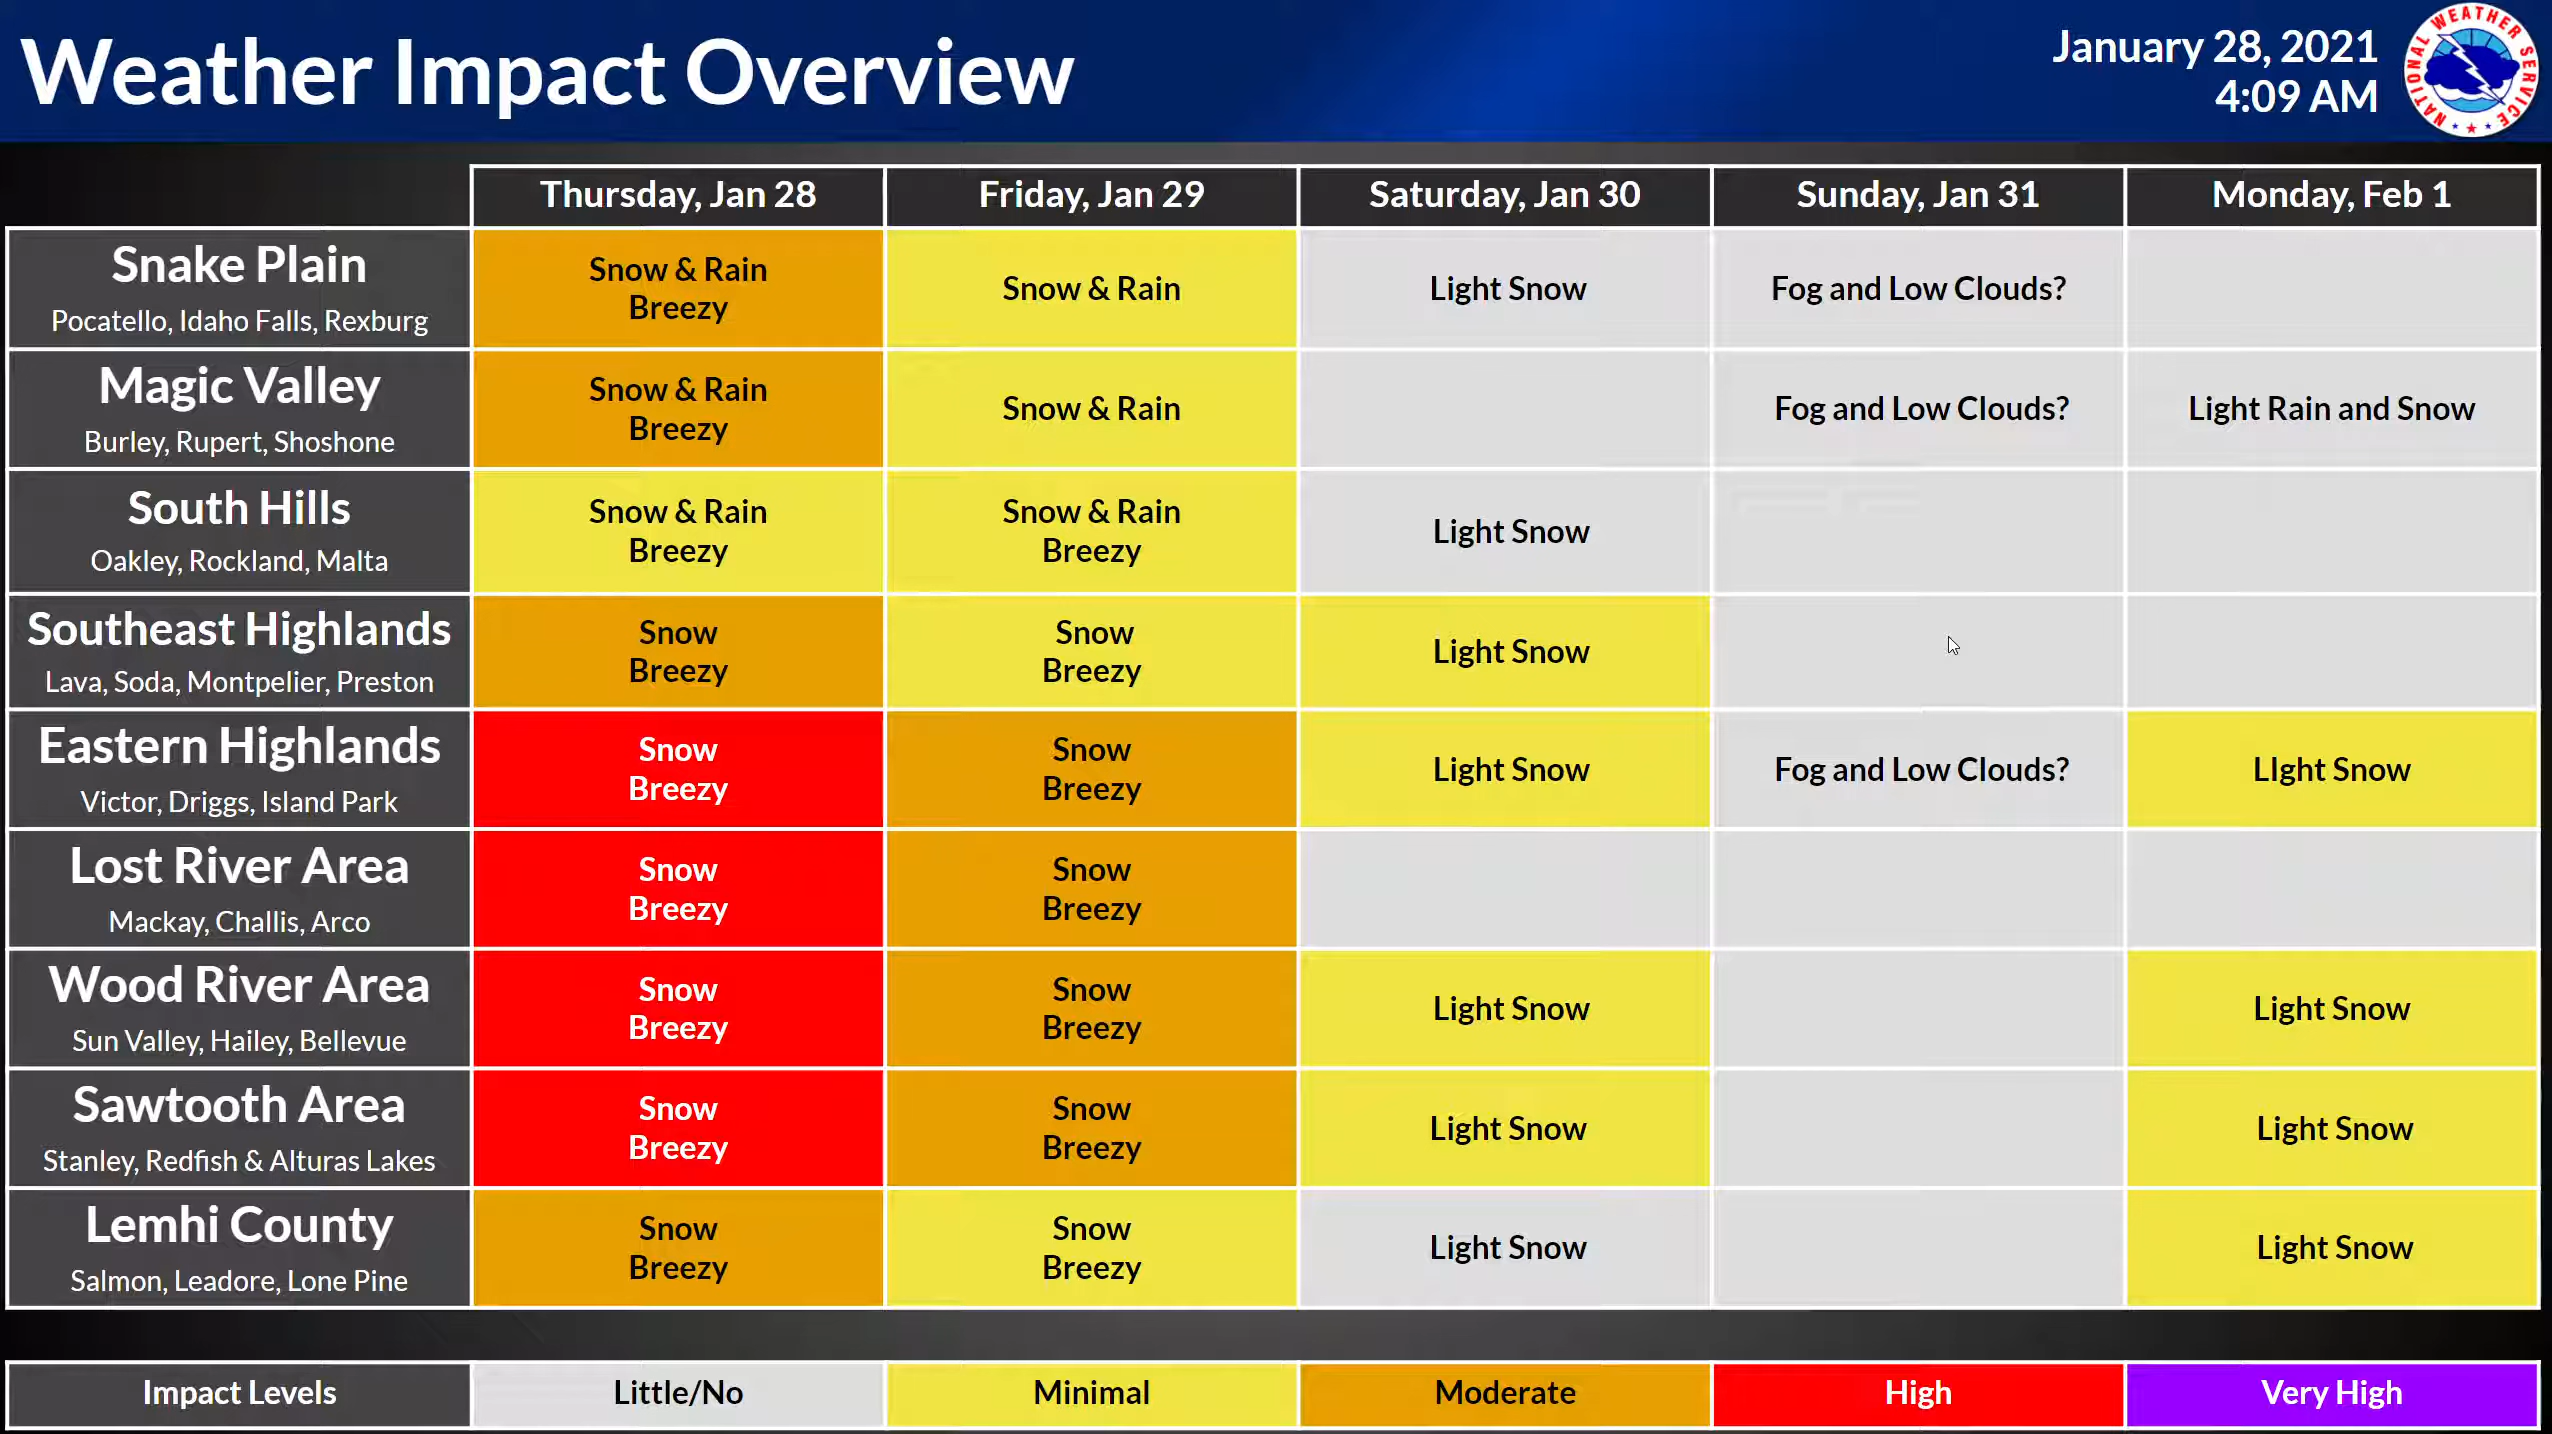 Weather Impact Overview
January 28, 2021
4:09 AM
NATIONAL WEATHER SERVICE
Thursday, Jan 28
Friday, Jan 29
Saturday, Jan 30
Sunday, Jan 31
Monday, Feb 1
Snake Plain
Pocatello, Idaho Falls, Rexburg
Snow & Rain
Breezy
Snow & Rain
Light Snow
Fog and Low Clouds?
Magic Valley
Burley, Rupert, Shoshone
Snow & Rain
Breezy
Snow & Rain
Fog and Low Clouds?
Light Rain and Snow
South Hills
Oakley, Rockland, Malta
Snow & Rain
Breezy
Snow & Rain
Breezy
Light Snow
Southeast Highlands
Lava, Soda, Montpelier, Preston
Snow
Breezy
Snow
Breezy
Light Snow
Eastern Highlands
Victor, Driggs, Island Park
Snow
Breezy
Snow
Breezy
Light Snow
Fog and Low Clouds?
LIght Snow
Lost River Area
Mackay, Challis, Arco
Snow
Breezy
Snow
Breezy
Wood River Area
Sun Valley, Hailey, Bellevue
Snow
Breezy
Snow
Breezy
Light Snow
Light Snow
Sawtooth Area
Stanley, Redfish & Alturas Lakes
Snow
Breezy
Snow
Breezy
Light Snow
Light Snow
Lemhi County
Salmon, Leadore, Lone Pine
Snow
Breezy
Snow
Breezy
Light Snow
Light Snow
Impact Levels
Little/No
Minimal
Moderate
High
Very High